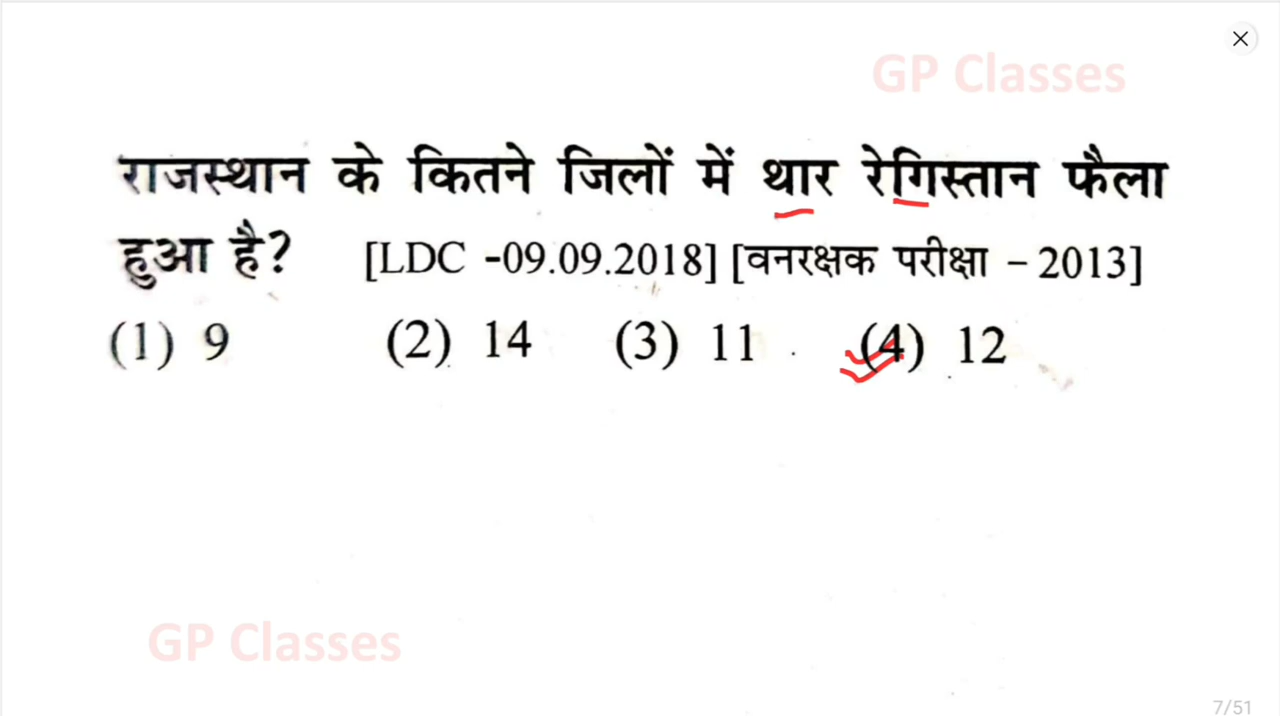 GP Classes
राजस्थान के कितने जिलों में थार रेगिस्तान फैला
हुआ है? [LDC -09.09.2018] [वनरक्षक परीक्षा – 2013]
(1) 9 (2) 14 (3) 11 (4) 12
GP Classes
7/51